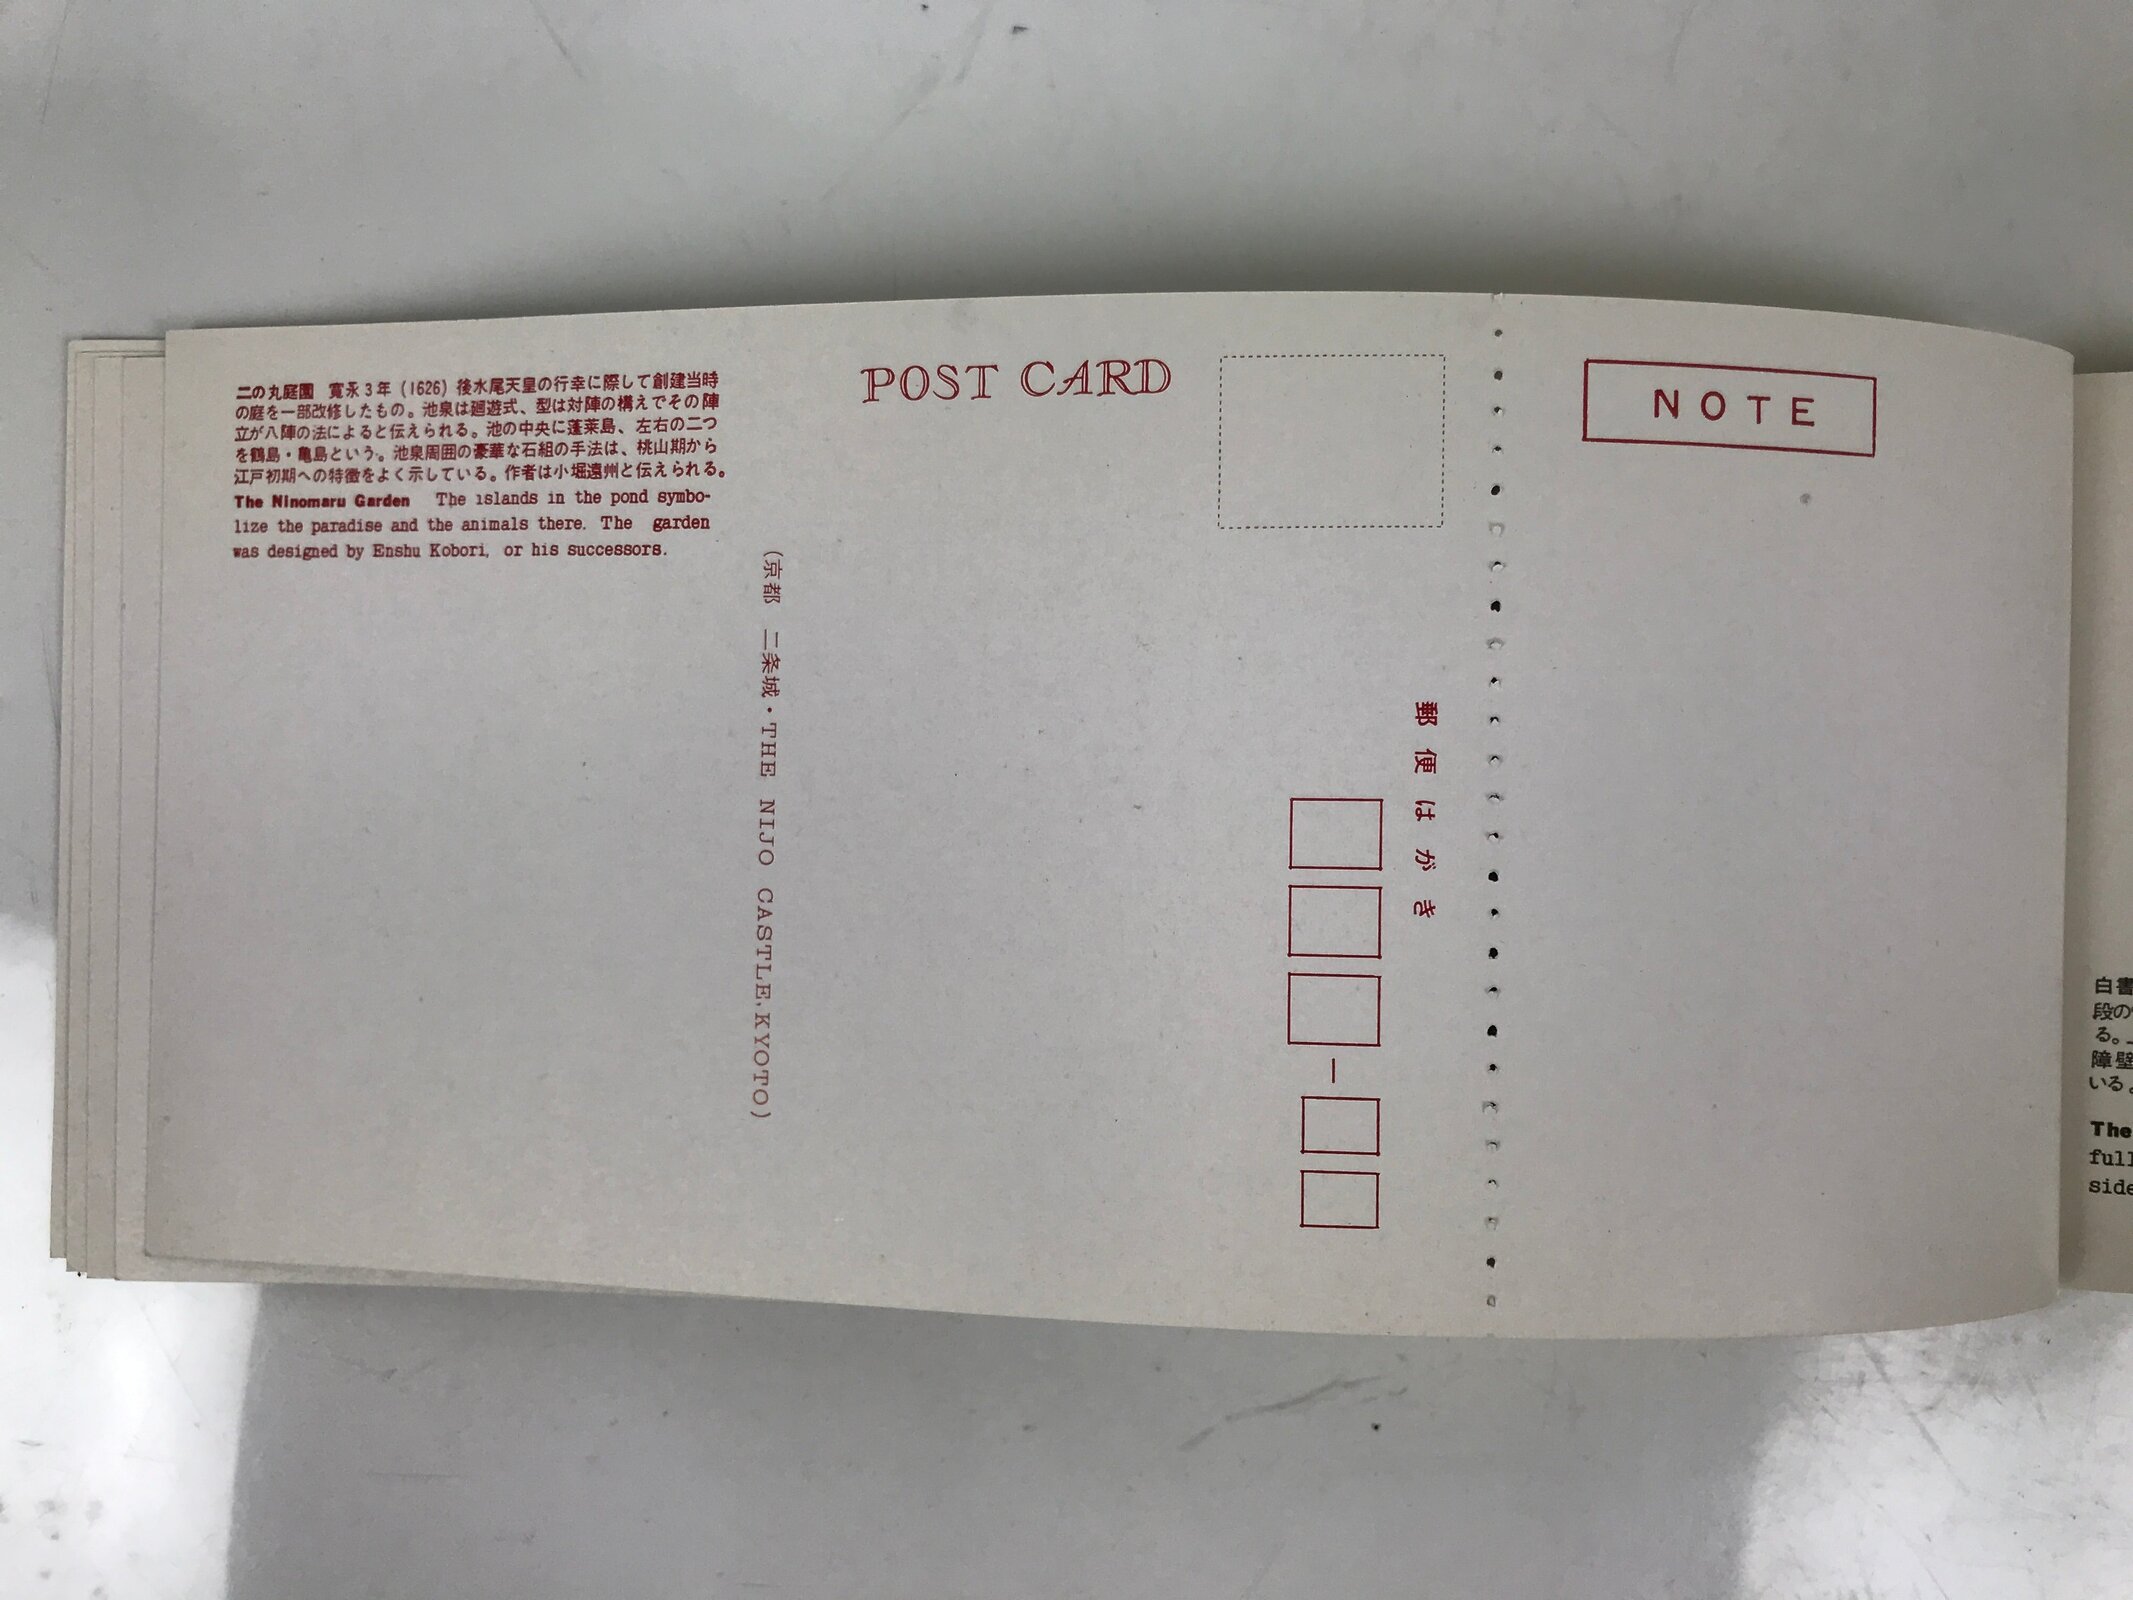 二の丸庭園 寛永3年 (1626) 後水尾天皇の行幸に際して創建当時
の庭を一部改修したもの。池泉は廻遊式、型は対陣の構えでその陣
立が八陣の法によると伝えられる。池の中央に蓬莱島、左右の二つ
を鶴島・亀島という。池泉周囲の豪華な石組の手法は、桃山期から
江戸初期への特徴をよく示している。作者は小堀遠州と伝えられる。
The Ninomaru Garden The islands in the pond symbo-
lize the paradise and the animals there. The garden
was designed by Enshu Kobori, or his successors.
(京都 二条城・THE NIJO CASTLE, KYOTO)
POST CARD
郵便はがき
NOTE
白書
段の
る。
障壁
いる。
The
full
side